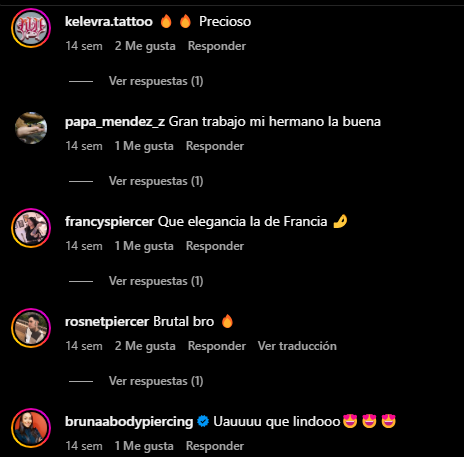 kelevra.tattoo 🔥 🔥 Precioso
14 sem 2 Me gusta Responder
Ver respuestas (1)
papa_mendez_z Gran trabajo mi hermano la buena
14 sem 1 Me gusta Responder
Ver respuestas (1)
francyspiercer Que elegancia la de Francia 🤌
14 sem 1 Me gusta Responder
Ver respuestas (1)
rosnetpiercer Brutal bro 🔥
14 sem 2 Me gusta Responder Ver traducción
Ver respuestas (1)
brunaabodypiercing Uauuuu que lindooo😍😍😍
14 sem 1 Me gusta Responder